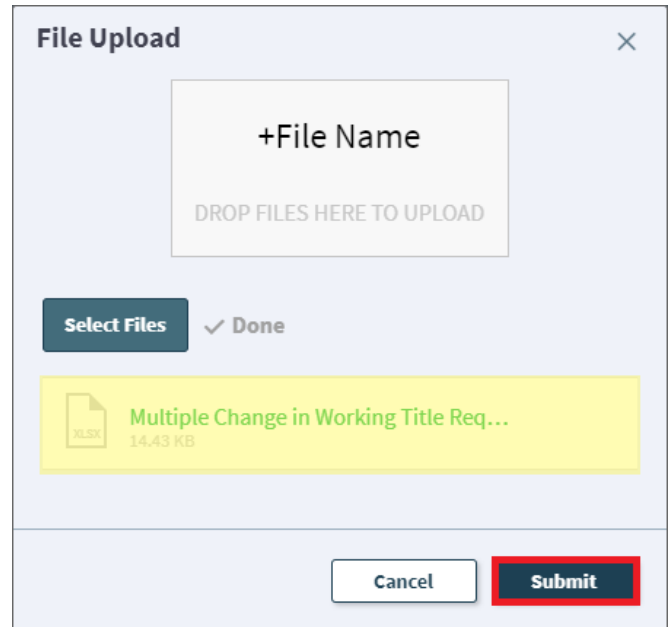 File Upload
+File Name
DROP FILES HERE TO UPLOAD
Select Files
Done
XLSX
Multiple Change in Working Title Req...
14.43 KB
Cancel
Submit